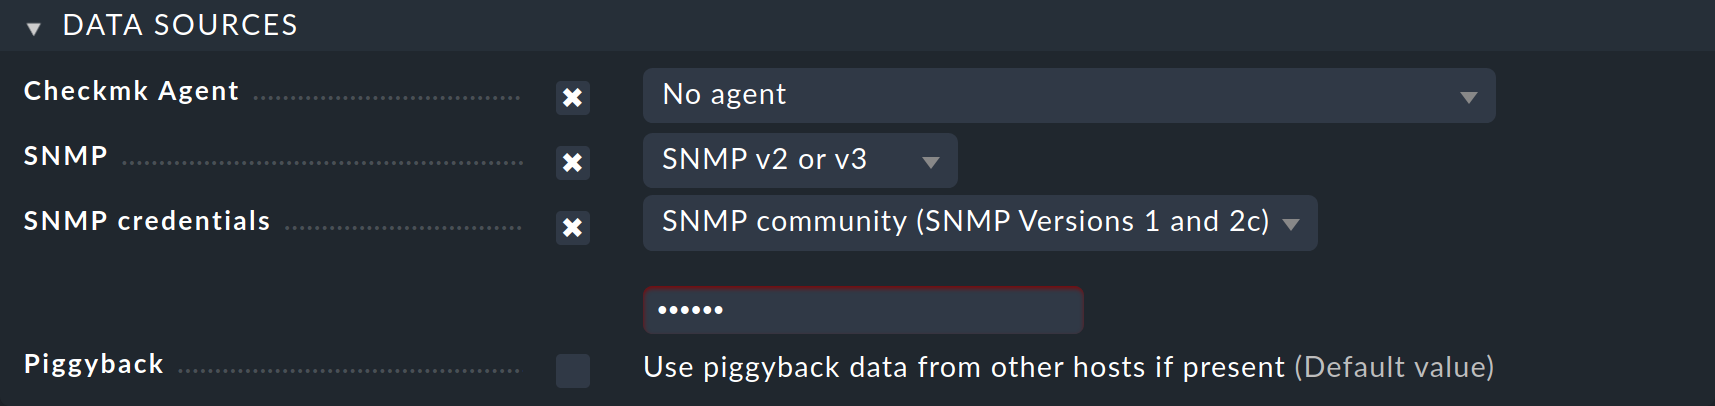 DATA SOURCES
Checkmk Agent No agent
SNMP SNMP v2 or v3
SNMP credentials SNMP community (SNMP Versions 1 and 2c)
••••••
Piggyback Use piggyback data from other hosts if present (Default value)